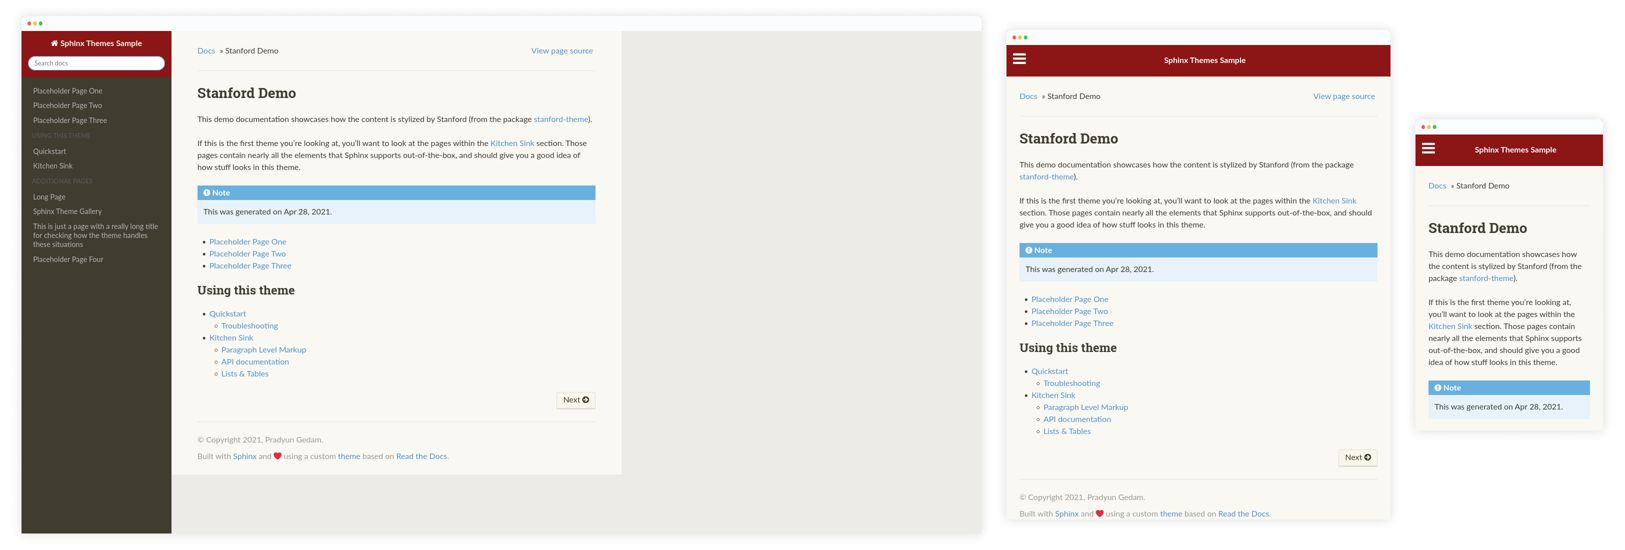 Sphinx Themes Sample
Search docs
Placeholder Page One
Placeholder Page Two
Placeholder Page Three
USING THIS THEME
Quickstart
Kitchen Sink
ADDITIONAL PAGES
Long Page
Sphinx Theme Gallery
This is just a page with a really long title
for checking how the theme handles
these situations
Placeholder Page Four
Docs » Stanford Demo
View page source
Stanford Demo
This demo documentation showcases how the content is stylized by Stanford (from the package stanford-theme).
If this is the first theme you're looking at, you'll want to look at the pages within the Kitchen Sink section. Those
pages contain nearly all the elements that Sphinx supports out-of-the-box, and should give you a good idea of
how stuff looks in this theme.
Note
This was generated on Apr 28, 2021.
• Placeholder Page One
• Placeholder Page Two
• Placeholder Page Three
Using this theme
• Quickstart
◦ Troubleshooting
• Kitchen Sink
◦ Paragraph Level Markup
◦ API documentation
◦ Lists & Tables
Next
© Copyright 2021, Pradyun Gedam.
Built with Sphinx and ❤ using a custom theme based on Read the Docs.
Sphinx Themes Sample
Docs » Stanford Demo
View page source
Stanford Demo
This demo documentation showcases how the content is stylized by Stanford (from the package
stanford-theme).
If this is the first theme you're looking at, you'll want to look at the pages within the Kitchen Sink
section. Those pages contain nearly all the elements that Sphinx supports out-of-the-box, and should
give you a good idea of how stuff looks in this theme.
Note
This was generated on Apr 28, 2021.
• Placeholder Page One
• Placeholder Page Two
• Placeholder Page Three
Using this theme
• Quickstart
◦ Troubleshooting
• Kitchen Sink
◦ Paragraph Level Markup
◦ API documentation
◦ Lists & Tables
Next
© Copyright 2021, Pradyun Gedam.
Built with Sphinx and ❤ using a custom theme based on Read the Docs.
Sphinx Themes Sample
Docs » Stanford Demo
Stanford Demo
This demo documentation showcases how
the content is stylized by Stanford (from the
package stanford-theme).
If this is the first theme you're looking at,
you'll want to look at the pages within the
Kitchen Sink section. Those pages contain
nearly all the elements that Sphinx supports
out-of-the-box, and should give you a good
idea of how stuff looks in this theme.
Note
This was generated on Apr 28, 2021.